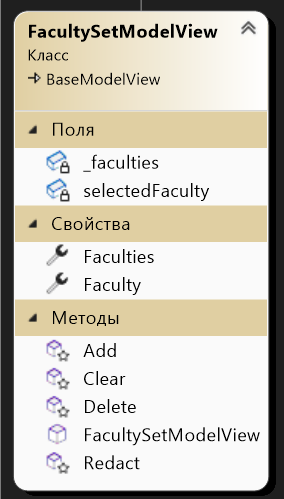 FacultySetModelView
Класс
BaseModelView
Поля
_faculties
selectedFaculty
Свойства
Faculties
Faculty
Методы
Add
Clear
Delete
FacultySetModelView
Redact